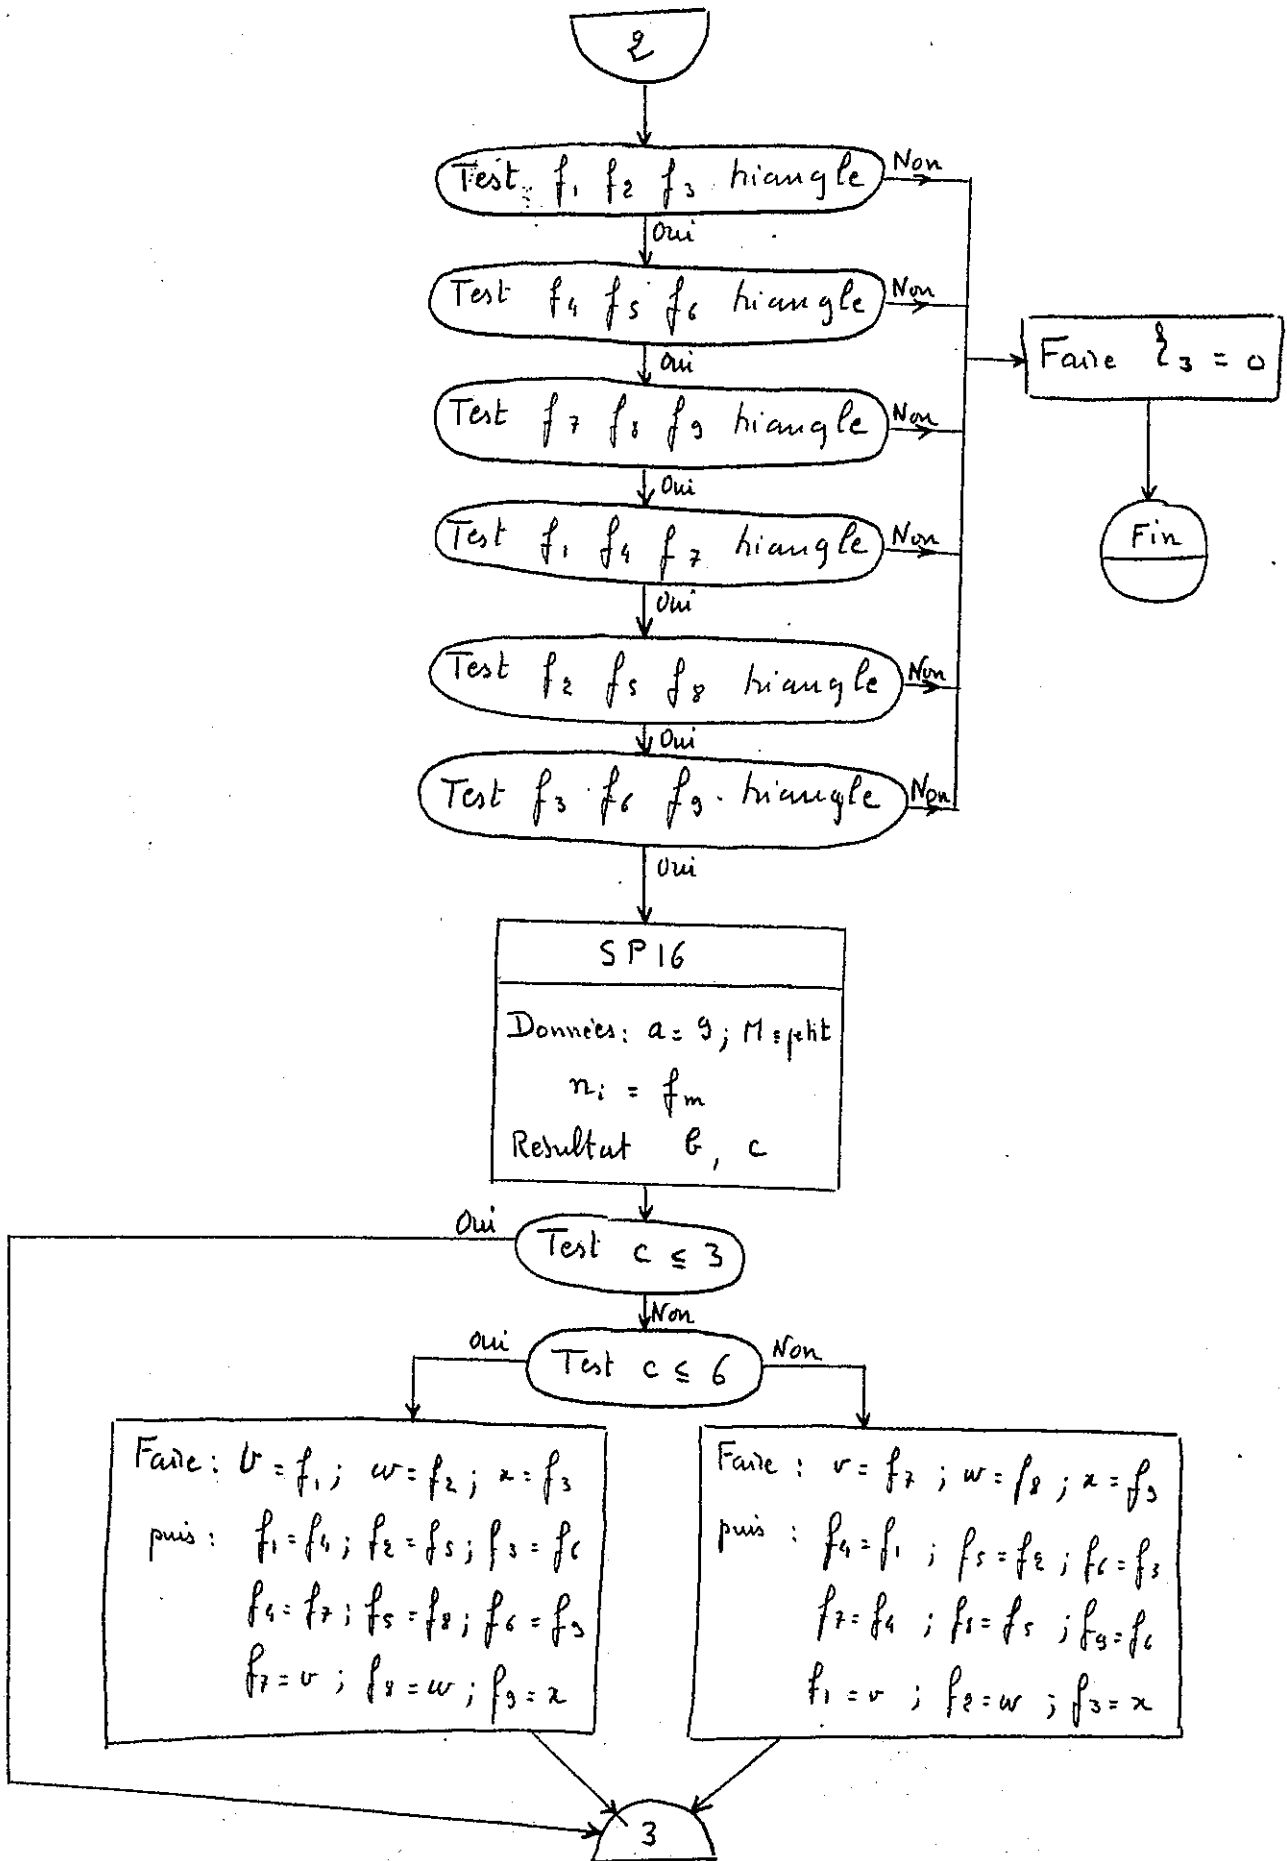 2
Test f1 f2 f3 triangle Non
Oui
Test f4 f5 f6 triangle Non
Oui
Faire ξ3 = 0
Test f7 f8 f9 triangle Non
Oui
Test f1 f4 f7 triangle Non
Fin
Oui
Test f2 f5 f8 triangle Non
Oui
Test f3 f6 f9 triangle Non
Oui
SP16
Données: a = 9; M = petit
ni = fm
Resultat b, c
Oui
Test c ≤ 3
Non
Oui Test c ≤ 6 Non
Faire: v = f1; w = f2; x = f3
puis: f1 = f4; f2 = f5; f3 = f6
f4 = f7; f5 = f8; f6 = f9
f7 = v; f8 = w; f9 = x
Faire: v = f7; w = f8; x = f9
puis: f4 = f1; f5 = f2; f6 = f3
f7 = f4; f8 = f5; f9 = f6
f1 = v; f2 = w; f3 = x
3